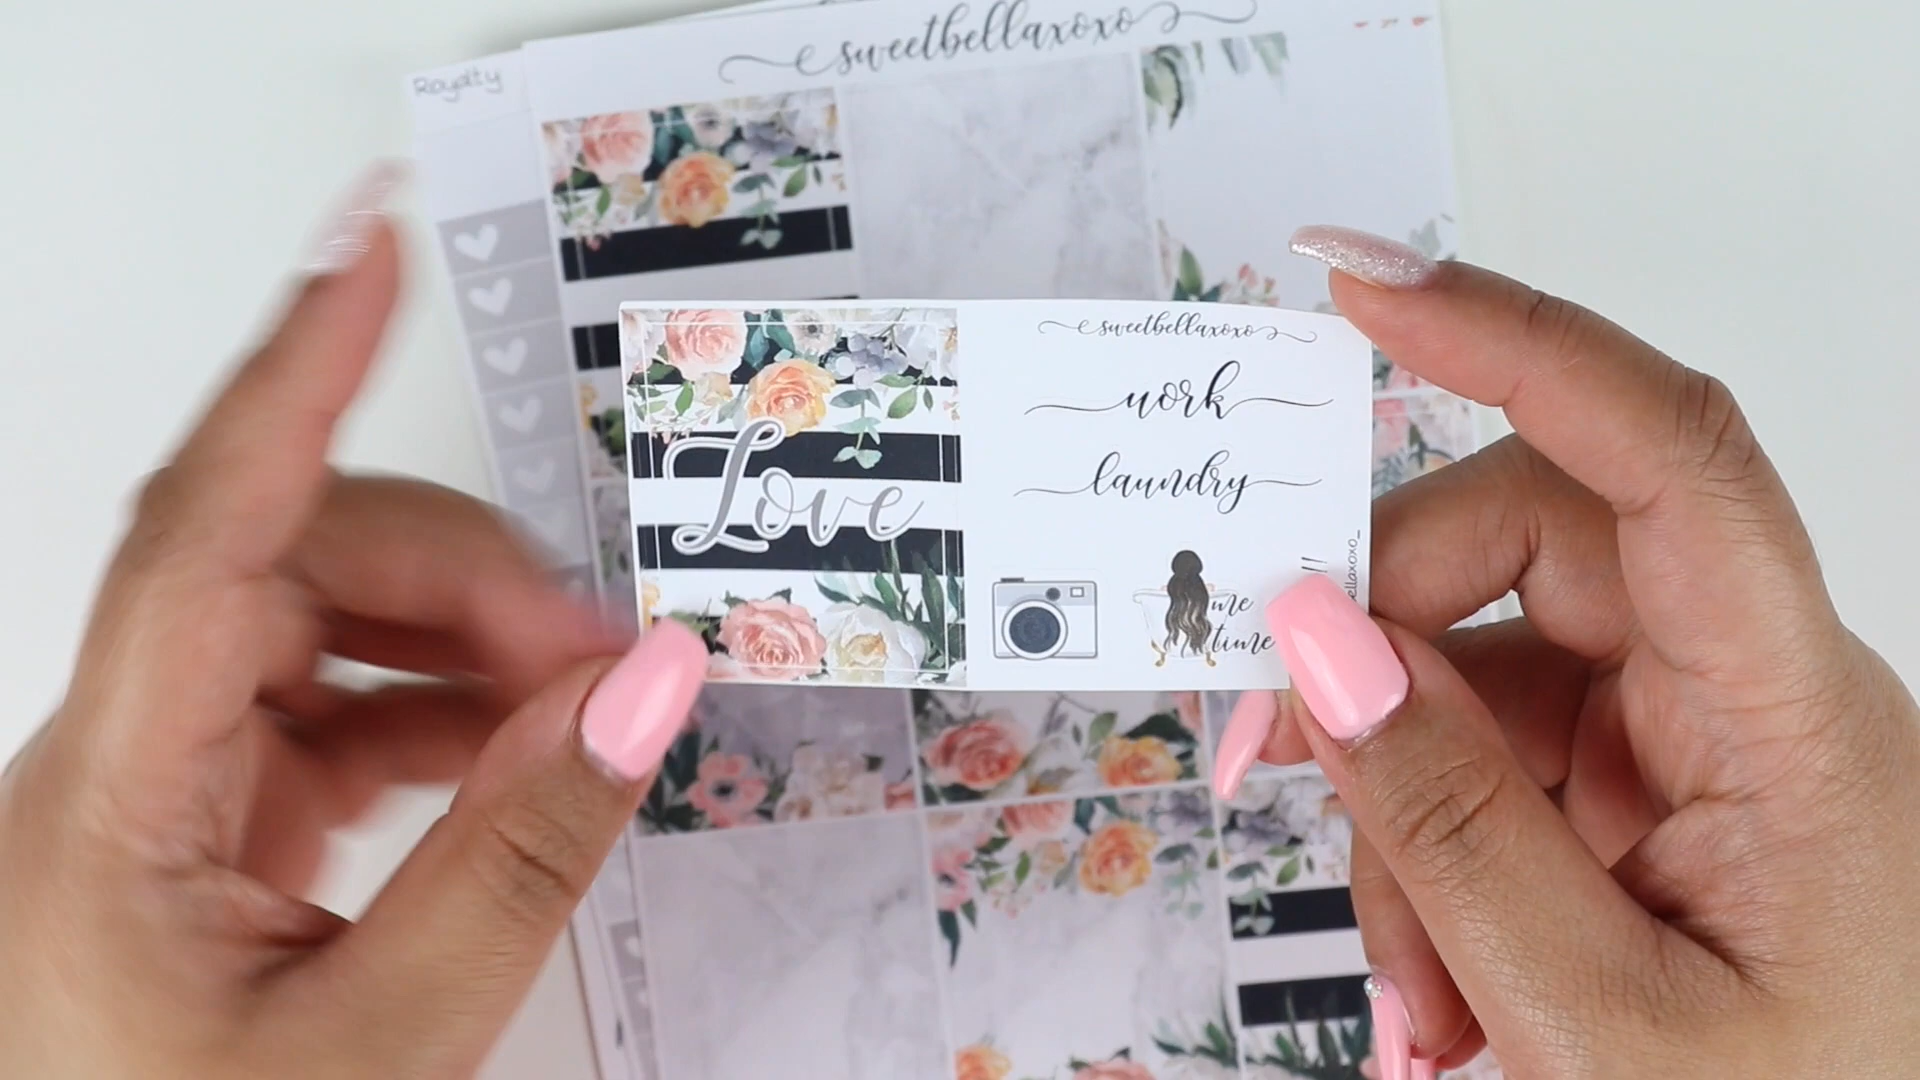 sweetbellaxoxo
Royalty
sweetbellaxoxo
work
Love
laundry
me
time